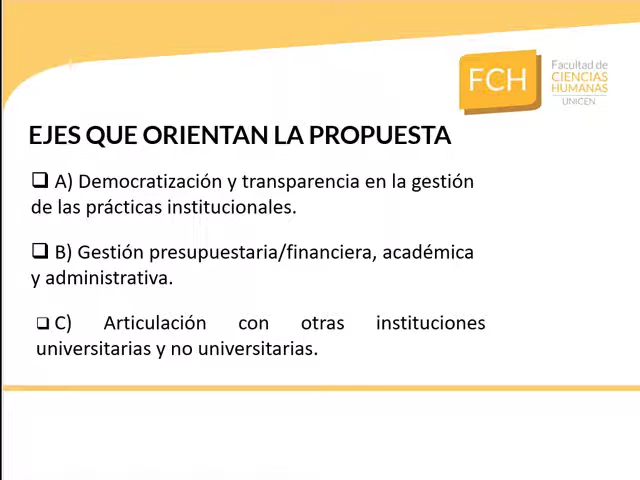 FCH
Facultad de
CIENCIAS
HUMANAS
UNICEN
EJES QUE ORIENTAN LA PROPUESTA
❑ A) Democratización y transparencia en la gestión
de las prácticas institucionales.
❑ B) Gestión presupuestaria/financiera, académica
y administrativa.
❑ C) Articulación con otras instituciones
universitarias y no universitarias.